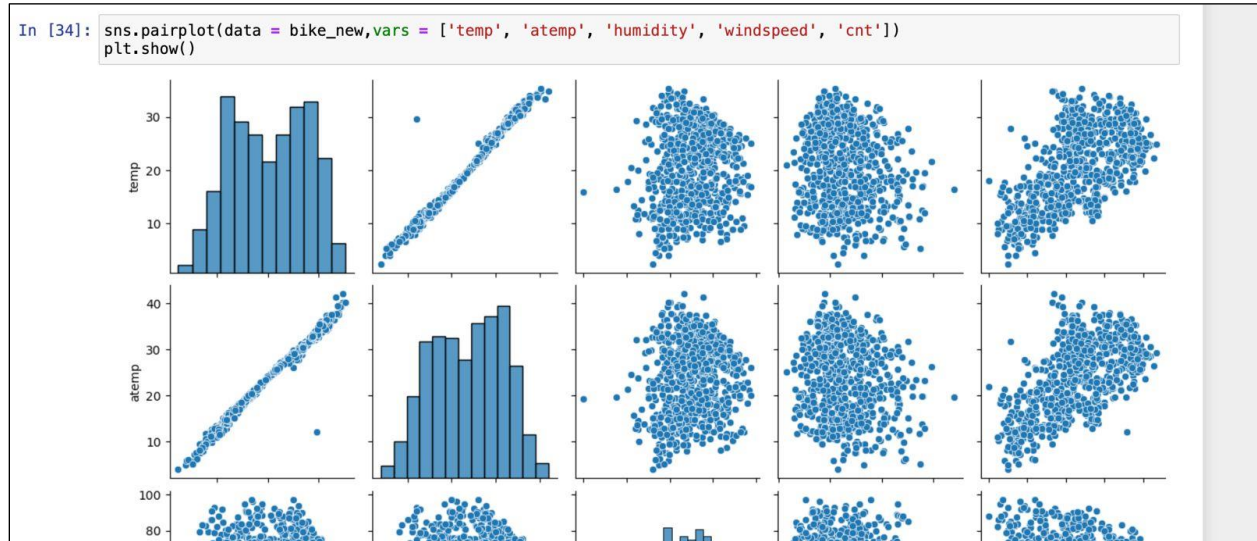 In [34]: sns.pairplot(data = bike_new,vars = ['temp', 'atemp', 'humidity', 'windspeed', 'cnt'])
plt.show()
30
20
10
temp
40
30
20
10
atemp
100
80